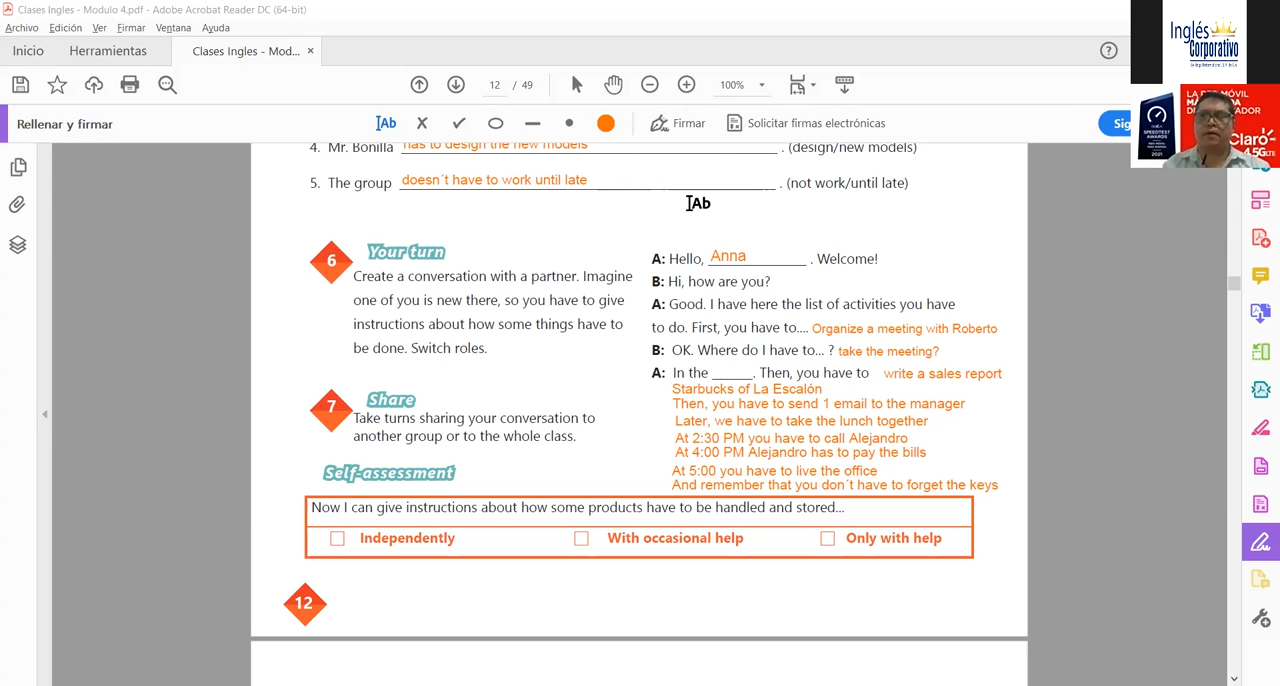 Clases Ingles - Modulo 4.pdf - Adobe Acrobat Reader DC (64-bit)
Archivo Edición Ver Firmar Ventana Ayuda
Inicio Herramientas Clases Ingles - Mod... ×
12 / 49 100%
Rellenar y firmar IAb Firmar Solicitar firmas electrónicas Sig
Inglés
Corporativo
SPEEDTEST
AWARDS
2021
LA RED MÓVIL
Claro
4.5G LTE
4. Mr. Bonilla has to design the new models . (design/new models)
5. The group doesn´t have to work until late . (not work/until late)
IAb
6 Your turn
Create a conversation with a partner. Imagine
one of you is new there, so you have to give
instructions about how some things have to
be done. Switch roles.
7 Share
Take turns sharing your conversation to
another group or to the whole class.
A: Hello, Anna . Welcome!
B: Hi, how are you?
A: Good. I have here the list of activities you have
to do. First, you have to.... Organize a meeting with Roberto
B: OK. Where do I have to... ? take the meeting?
A: In the ______. Then, you have to write a sales report
Starbucks of La Escalón
Then, you have to send 1 email to the manager
Later, we have to take the lunch together
At 2:30 PM you have to call Alejandro
At 4:00 PM Alejandro has to pay the bills
At 5:00 you have to live the office
And remember that you don´t have to forget the keys
Self-assessment
Now I can give instructions about how some products have to be handled and stored...
Independently With occasional help Only with help
12